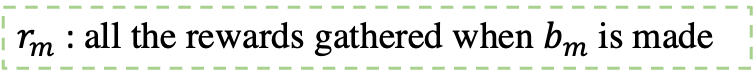 r_m : all the rewards gathered when b_m is made